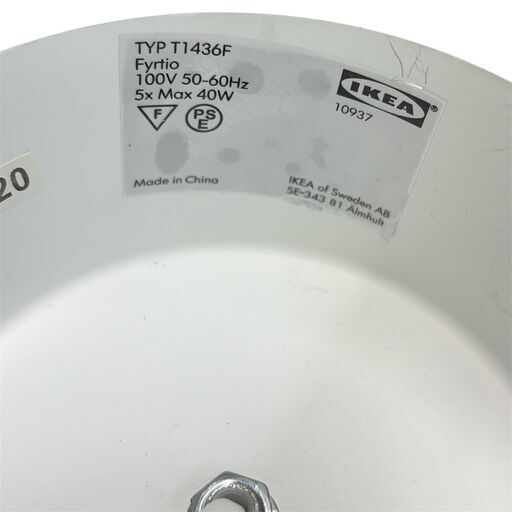 TYP T1436F
Fyrtio
100V 50-60Hz
5x Max 40W
F
PS
E
IKEA®
10937
20
Made in China
IKEA of Sweden AB
SE-343 81 Älmhult